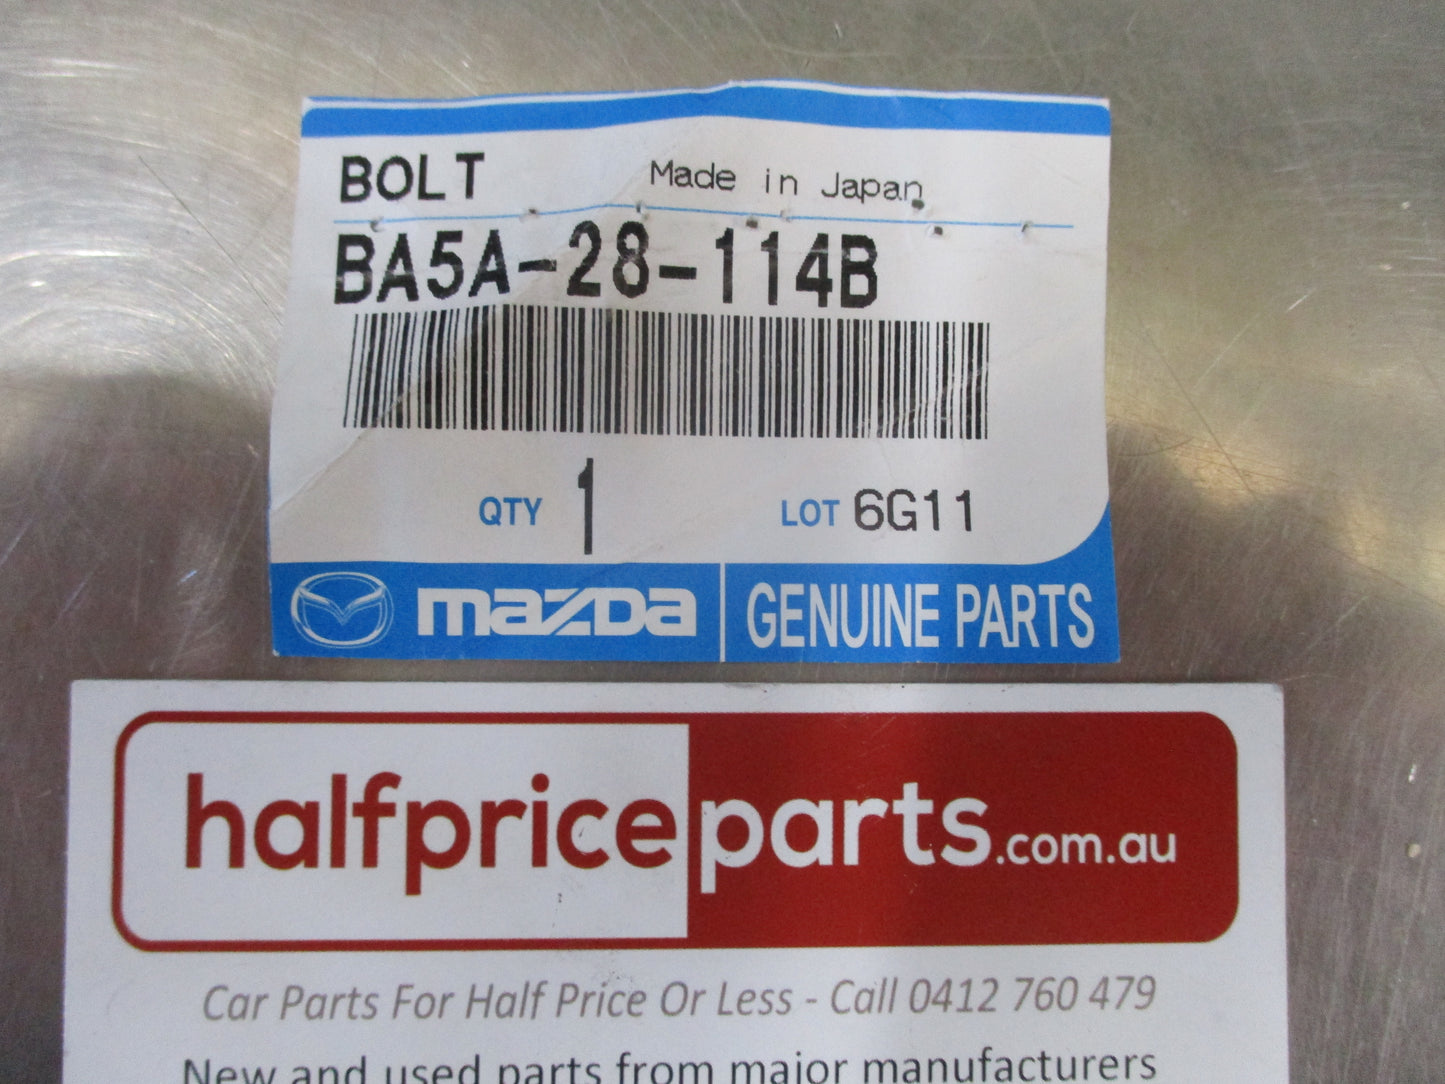 BOLT Made in Japan
BA5A-28-114B
QTY 1 LOT 6G11
mazda GENUINE PARTS
halfpriceparts.com.au
Car Parts For Half Price Or Less - Call 0412 760 479
New and used parts from major manufacturers